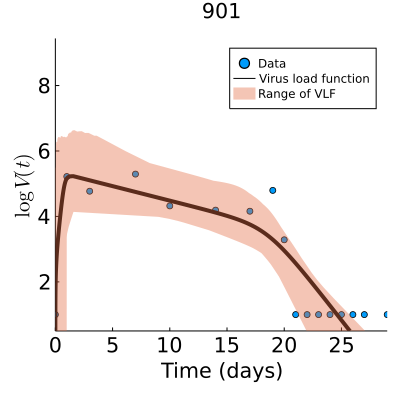 901
Data
Virus load function
Range of VLF
8
6
4
2
log V(t)
0 5 10 15 20 25
Time (days)